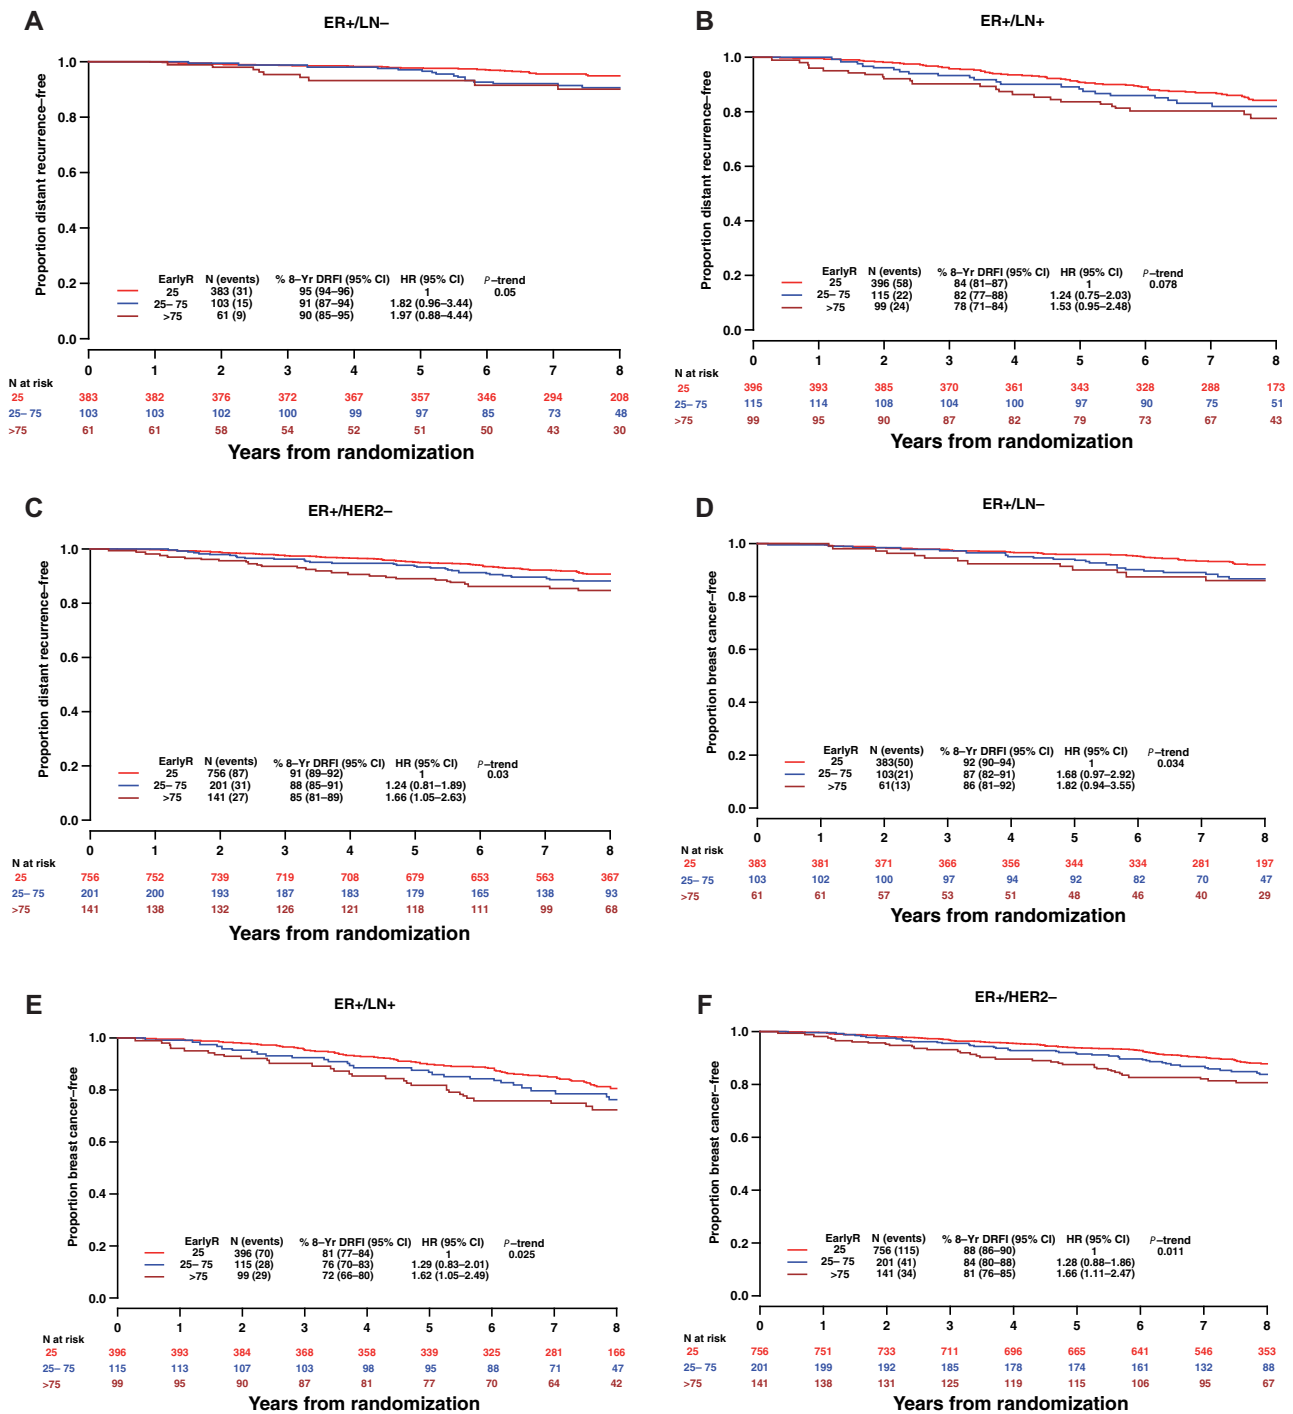 A
ER+/LN–
Proportion distant recurrence–free
1.0
0.8
0.6
0.4
0.2
0.0
EarlyR N (events) % 8–Yr DRFI (95% CI) HR (95% CI) P–trend
25 383 (31) 95 (94–96) 1 0.05
25–75 103 (15) 91 (87–94) 1.82 (0.96–3.44)
>75 61 (9) 90 (85–95) 1.97 (0.88–4.44)
0 1 2 3 4 5 6 7 8
N at risk
25 383 382 376 372 367 357 346 294 208
25–75 103 103 102 100 99 97 85 73 48
>75 61 61 58 54 52 51 50 43 30
Years from randomization
B
ER+/LN+
Proportion distant recurrence–free
1.0
0.8
0.6
0.4
0.2
0.0
EarlyR N (events) % 8–Yr DRFI (95% CI) HR (95% CI) P–trend
25 396 (58) 84 (81–87) 1 0.078
25–75 115 (22) 82 (77–88) 1.24 (0.75–2.03)
>75 99 (24) 78 (71–84) 1.53 (0.95–2.48)
0 1 2 3 4 5 6 7 8
N at risk
25 396 393 385 370 361 343 328 288 173
25–75 115 114 108 104 100 97 90 75 51
>75 99 95 90 87 82 79 73 67 43
Years from randomization
C
ER+/HER2–
Proportion distant recurrence–free
1.0
0.8
0.6
0.4
0.2
0.0
EarlyR N (events) % 8–Yr DRFI (95% CI) HR (95% CI) P–trend
25 756 (87) 91 (89–92) 1 0.03
25–75 201 (31) 88 (85–91) 1.24 (0.81–1.89)
>75 141 (27) 85 (81–89) 1.66 (1.05–2.63)
0 1 2 3 4 5 6 7 8
N at risk
25 756 752 739 719 708 679 653 563 367
25–75 201 200 193 187 183 179 165 138 93
>75 141 138 132 126 121 118 111 99 68
Years from randomization
D
ER+/LN–
Proportion breast cancer–free
1.0
0.8
0.6
0.4
0.2
0.0
EarlyR N (events) % 8–Yr DRFI (95% CI) HR (95% CI) P–trend
25 383(50) 92 (90–94) 1 0.034
25–75 103(21) 87 (82–91) 1.68 (0.97–2.92)
>75 61(13) 86 (81–92) 1.82 (0.94–3.55)
0 1 2 3 4 5 6 7 8
N at risk
25 383 381 371 366 356 344 334 281 197
25–75 103 102 100 97 94 92 82 70 47
>75 61 61 57 53 51 48 46 40 29
Years from randomization
E
ER+/LN+
Proportion breast cancer–free
1.0
0.8
0.6
0.4
0.2
0.0
EarlyR N (events) % 8–Yr DRFI (95% CI) HR (95% CI) P–trend
25 396 (70) 81 (77–84) 1 0.025
25–75 115 (28) 76 (70–83) 1.29 (0.83–2.01)
>75 99 (29) 72 (66–80) 1.62 (1.05–2.49)
0 1 2 3 4 5 6 7 8
N at risk
25 396 393 384 368 358 339 325 281 166
25–75 115 113 107 103 98 95 88 71 47
>75 99 95 90 87 81 77 70 64 42
Years from randomization
F
ER+/HER2–
Proportion breast cancer–free
1.0
0.8
0.6
0.4
0.2
0.0
EarlyR N (events) % 8–Yr DRFI (95% CI) HR (95% CI) P–trend
25 756 (115) 88 (86–90) 1 0.011
25–75 201 (41) 84 (80–88) 1.28 (0.88–1.86)
>75 141 (34) 81 (76–85) 1.66 (1.11–2.47)
0 1 2 3 4 5 6 7 8
N at risk
25 756 751 733 711 696 665 641 546 353
25–75 201 199 192 185 178 174 161 132 88
>75 141 138 131 125 119 115 106 95 67
Years from randomization